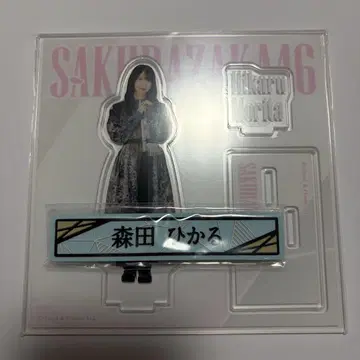 SAKURAZAKA46
Hikaru
Morita
森田 ひかる